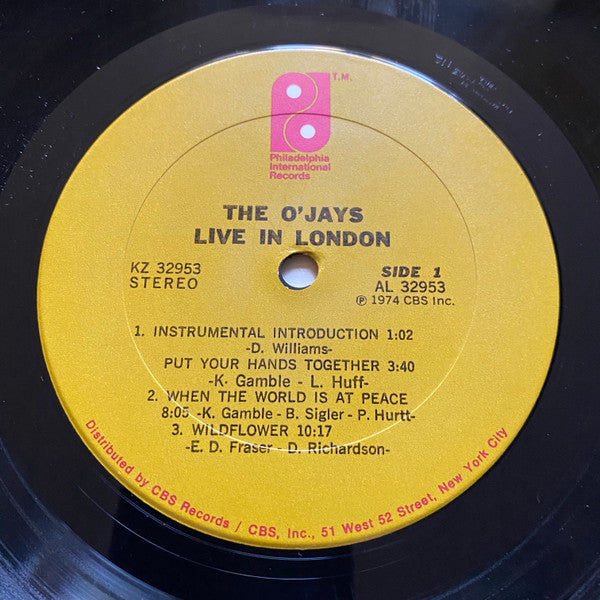 T.M.
Philadelphia
International
Records
THE O'JAYS
LIVE IN LONDON
KZ 32953
STEREO
SIDE 1
AL 32953
℗ 1974 CBS Inc.
1. INSTRUMENTAL INTRODUCTION 1:02
-D. Williams-
PUT YOUR HANDS TOGETHER 3:40
-K. Gamble - L. Huff-
2. WHEN THE WORLD IS AT PEACE
8:05 -K. Gamble - B. Sigler - P. Hurtt-
3. WILDFLOWER 10:17
-E. D. Fraser - D. Richardson-
Distributed by CBS Records / CBS, Inc., 51 West 52 Street, New York City